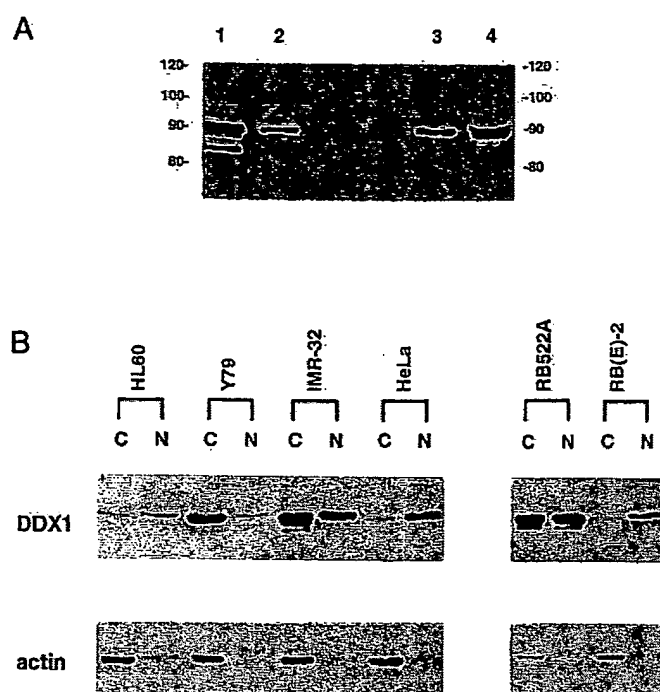 A
1 2 3 4
120- -120
100- -100
90- -90
80- -80
B
HL60 Y79 IMR-32 HeLa RB522A RB(E)-2
C N C N C N C N C N C N
DDX1
actin